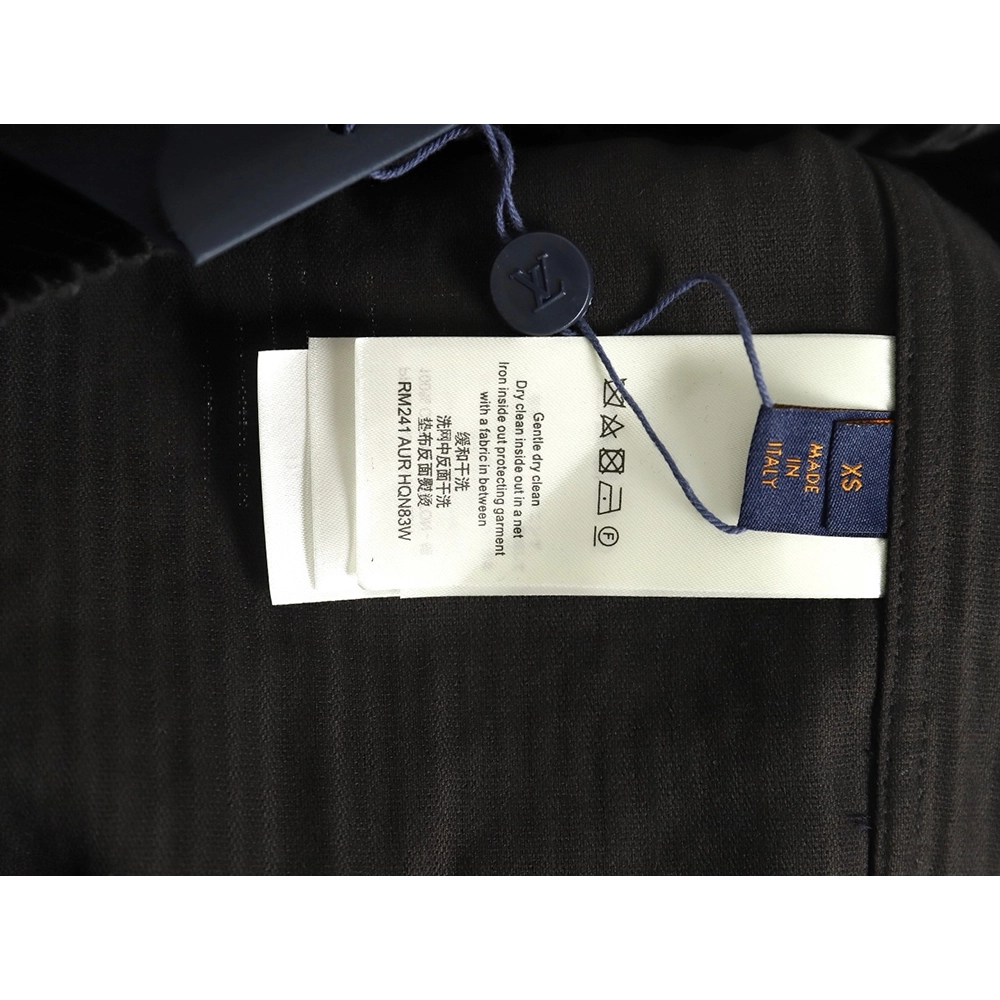 LV
XS
MADE
IN
ITALY
F
Gentle dry clean
Dry clean inside out in a net
Iron inside out protecting garment
with a fabric in between
缓和干洗
洗网中反面干洗
垫布反面熨烫
RM241 AUR HQN83W